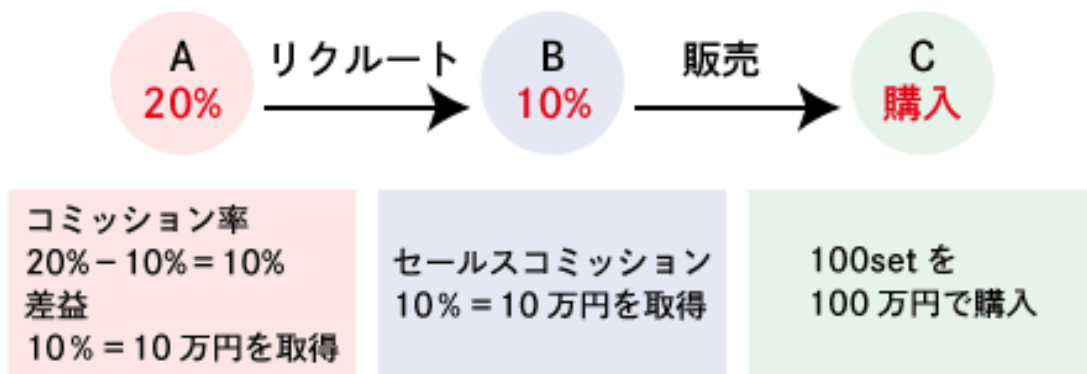 A
20%
リクルート
B
10%
販売
C
購入
コミッション率
20%－10%＝10%
差益
10%＝10万円を取得
セールスコミッション
10%＝10万円を取得
100setを
100万円で購入